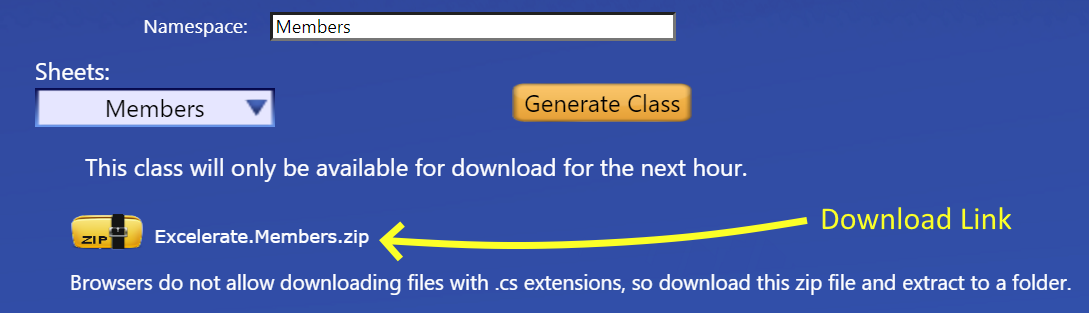 Namespace: Members
Sheets:
Members
Generate Class
This class will only be available for download for the next hour.
ZIP Excelerate.Members.zip
Download Link
Browsers do not allow downloading files with .cs extensions, so download this zip file and extract to a folder.